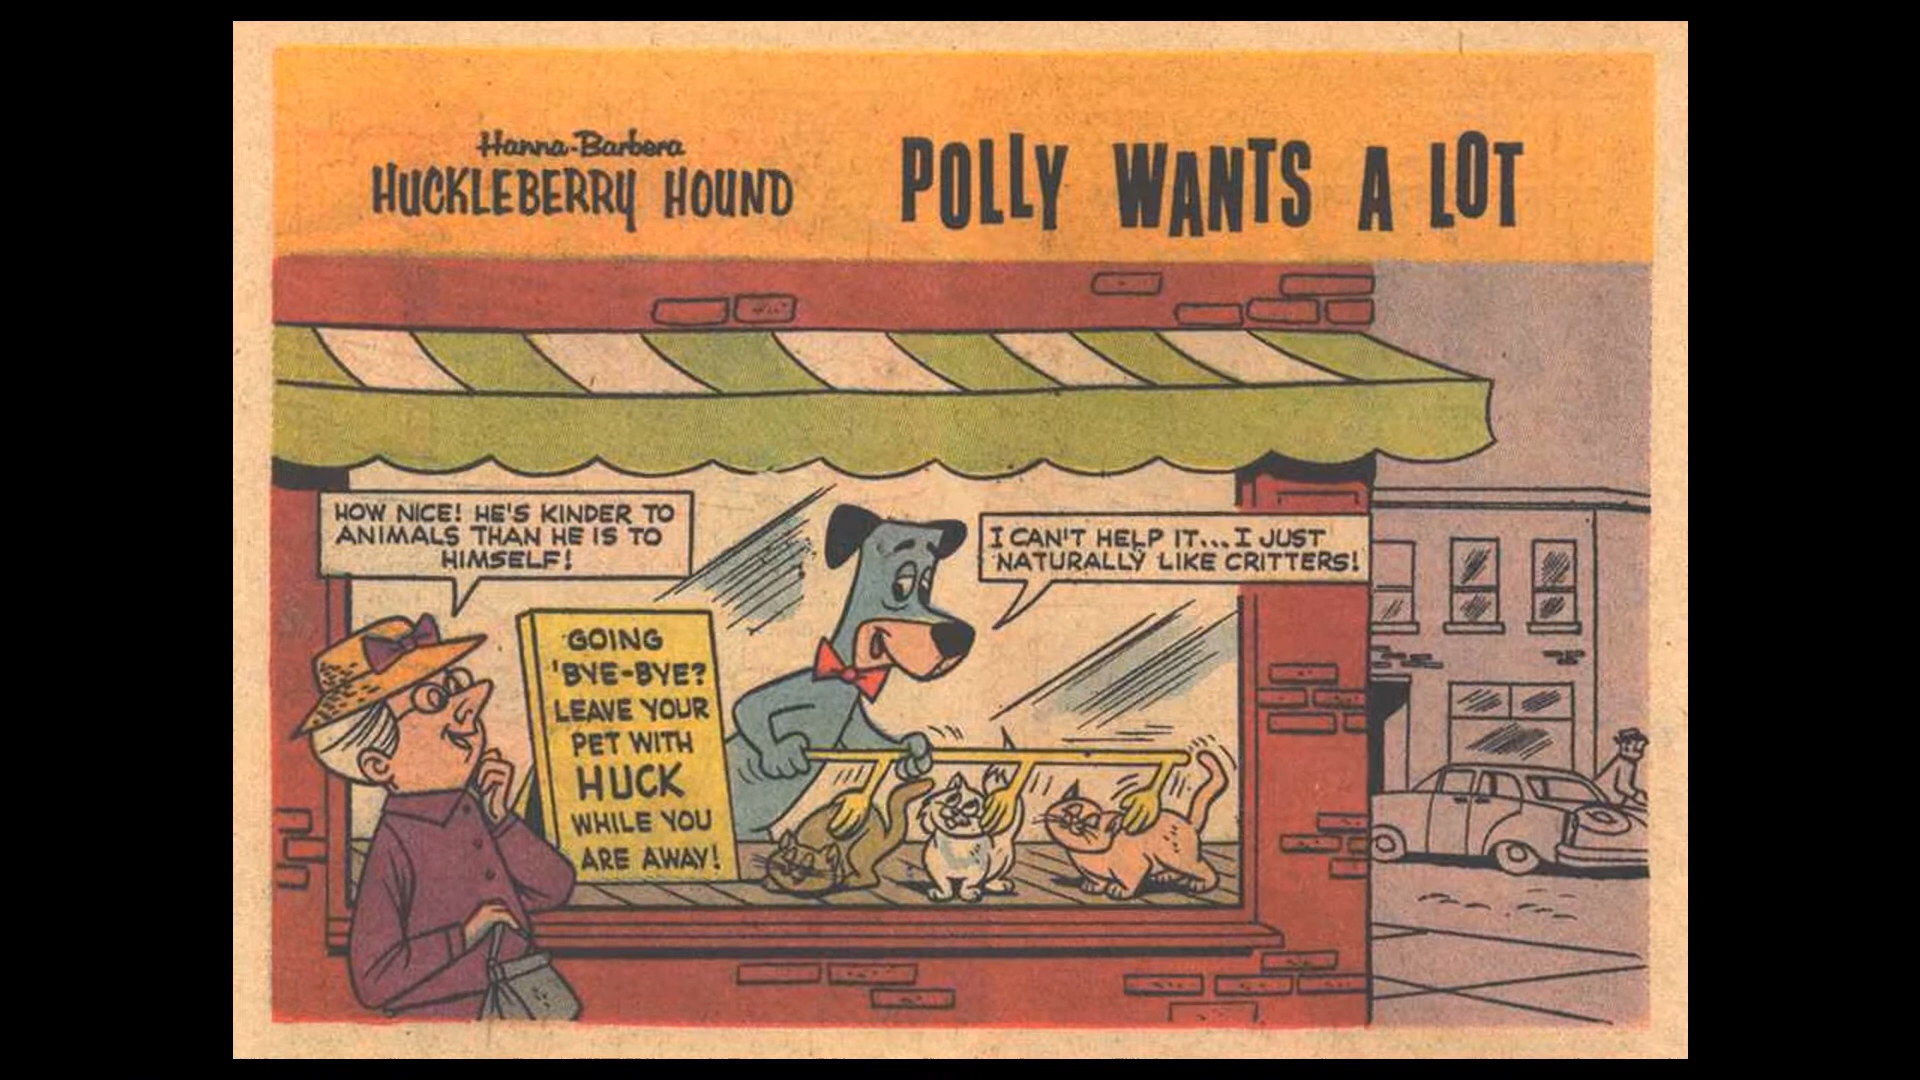 Hanna-Barbera
HUCKLEBERRY HOUND
POLLY WANTS A LOT
HOW NICE! HE'S KINDER TO
ANIMALS THAN HE IS TO
HIMSELF!
I CAN'T HELP IT...I JUST
NATURALLY LIKE CRITTERS!
GOING
'BYE-BYE?
LEAVE YOUR
PET WITH
HUCK
WHILE YOU
ARE AWAY!